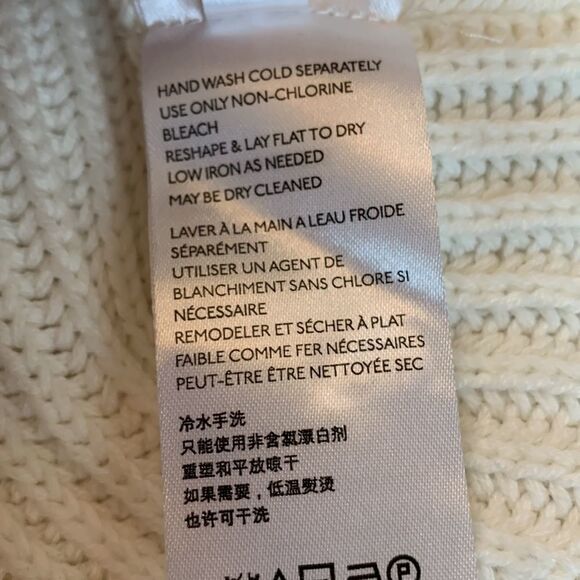 HAND WASH COLD SEPARATELY
USE ONLY NON-CHLORINE
BLEACH
RESHAPE & LAY FLAT TO DRY
LOW IRON AS NEEDED
MAY BE DRY CLEANED
LAVER À LA MAIN A LEAU FROIDE
SÉPARÉMENT
UTILISER UN AGENT DE
BLANCHIMENT SANS CHLORE SI
NÉCESSAIRE
REMODELER ET SÉCHER À PLAT
FAIBLE COMME FER NÉCESSAIRES
PEUT-ÊTRE ÊTRE NETTOYÉE SEC
冷水手洗
只能使用非含氯漂白剂
重塑和平放晾干
如果需要，低温熨烫
也许可干洗
P